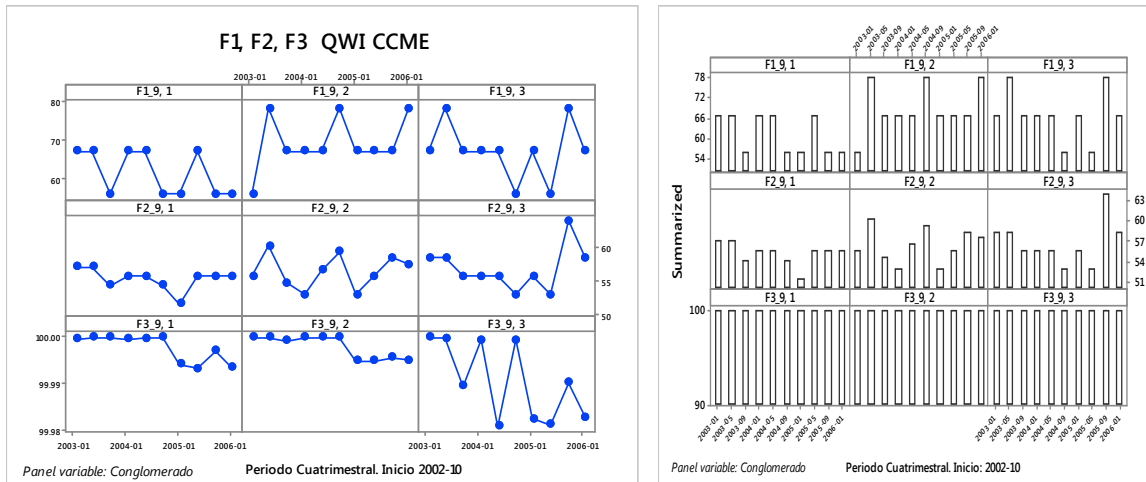 F1, F2, F3 QWI CCME
2003-01 2004-01 2005-01 2006-01
F1_9, 1 F1_9, 2 F1_9, 3
80
70
60
F2_9, 1 F2_9, 2 F2_9, 3
60
55
50
F3_9, 1 F3_9, 2 F3_9, 3
100.00
99.99
99.98
2003-01 2004-01 2005-01 2006-01 2003-01 2004-01 2005-01 2006-01
Panel variable: Conglomerado Periodo Cuatrimestral. Inicio 2002-10
2003-01 2003-05 2003-09 2004-01 2004-05 2004-09 2005-01 2005-05 2005-09 2006-01
F1_9, 1 F1_9, 2 F1_9, 3
78
72
66
60
54
F2_9, 1 F2_9, 2 F2_9, 3
63
60
57
54
51
Summarized
F3_9, 1 F3_9, 2 F3_9, 3
100
90
2003-01 2003-05 2003-09 2004-01 2004-05 2004-09 2005-01 2005-05 2005-09 2006-01 2003-01 2003-05 2003-09 2004-01 2004-05 2004-09 2005-01 2005-05 2005-09 2006-01
Panel variable: Conglomerado Periodo Cuatrimestral. Inicio: 2002-10